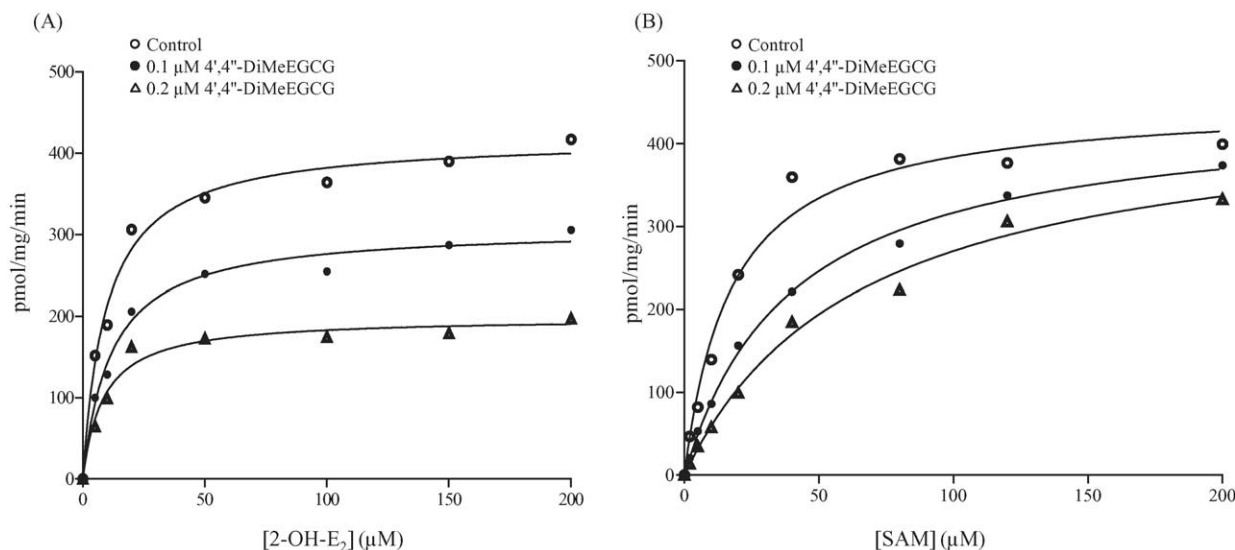 (A)
Control
0.1 µM 4',4"-DiMeEGCG
0.2 µM 4',4"-DiMeEGCG
500
400
300
200
100
0
pmol/mg/min
0 50 100 150 200
[2-OH-E₂] (µM)
(B)
Control
0.1 µM 4',4"-DiMeEGCG
0.2 µM 4',4"-DiMeEGCG
500
400
300
200
100
0
pmol/mg/min
0 50 100 150 200
[SAM] (µM)